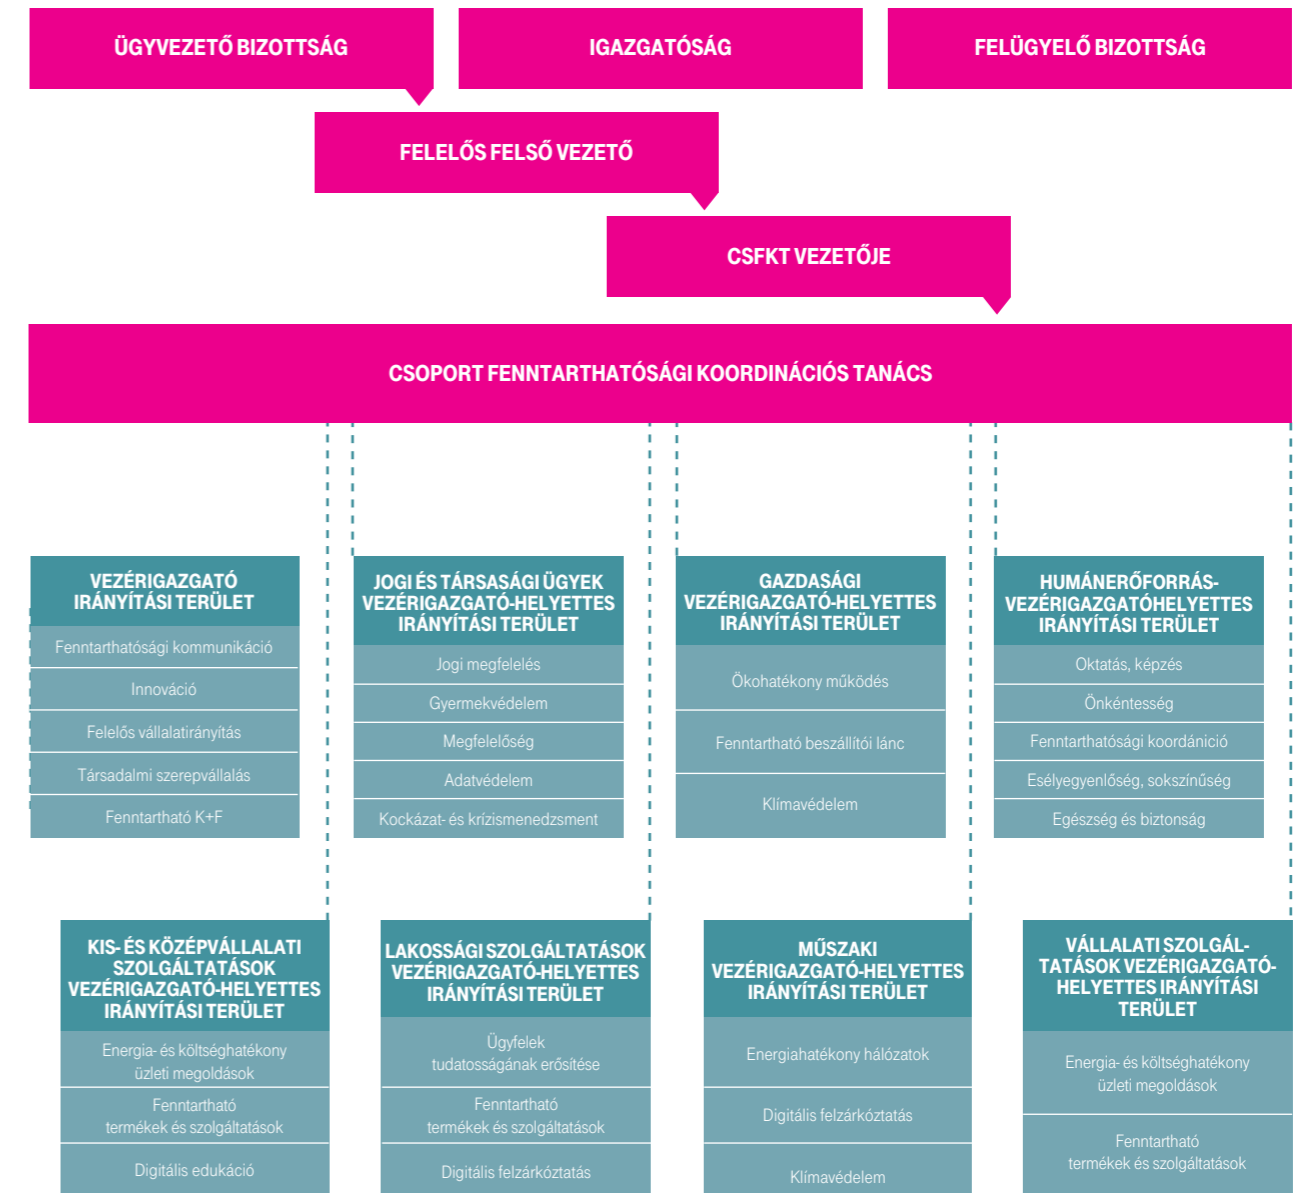 ÜGYVEZETŐ BIZOTTSÁG
IGAZGATÓSÁG
FELÜGYELŐ BIZOTTSÁG
FELELŐS FELSŐ VEZETŐ
CSFKT VEZETŐJE
CSOPORT FENNTARTHATÓSÁGI KOORDINÁCIÓS TANÁCS
VEZÉRIGAZGATÓ
IRÁNYÍTÁSI TERÜLET
Fenntarthatósági kommunikáció
Innováció
Felelős vállalatirányítás
Társadalmi szerepvállalás
Fenntartható K+F
JOGI ÉS TÁRSASÁGI ÜGYEK
VEZÉRIGAZGATÓ-HELYETTES
IRÁNYÍTÁSI TERÜLET
Jogi megfelelés
Gyermekvédelem
Megfelelőség
Adatvédelem
Kockázat- és krízismenedzsment
GAZDASÁGI
VEZÉRIGAZGATÓ-HELYETTES
IRÁNYÍTÁSI TERÜLET
Ökohatékony működés
Fenntartható beszállítói lánc
Klímavédelem
HUMÁNERŐFORRÁS-
VEZÉRIGAZGATÓHELYETTES
IRÁNYÍTÁSI TERÜLET
Oktatás, képzés
Önkéntesség
Fenntarthatósági koordánició
Esélyegyenlőség, sokszínűség
Egészség és biztonság
KIS- ÉS KÖZÉPVÁLLALATI
SZOLGÁLTATÁSOK
VEZÉRIGAZGATÓ-HELYETTES
IRÁNYÍTÁSI TERÜLET
Energia- és költséghatékony
üzleti megoldások
Fenntartható
termékek és szolgáltatások
Digitális edukáció
LAKOSSÁGI SZOLGÁLTATÁSOK
VEZÉRIGAZGATÓ-HELYETTES
IRÁNYÍTÁSI TERÜLET
Ügyfelek
tudatosságának erősítése
Fenntartható
termékek és szolgáltatások
Digitális felzárkóztatás
MŰSZAKI
VEZÉRIGAZGATÓ-HELYETTES
IRÁNYÍTÁSI TERÜLET
Energiahatékony hálózatok
Digitális felzárkóztatás
Klímavédelem
VÁLLALATI SZOLGÁL-
TATÁSOK VEZÉRIGAZGATÓ-
HELYETTES IRÁNYÍTÁSI
TERÜLET
Energia- és költséghatékony
üzleti megoldások
Fenntartható
termékek és szolgáltatások